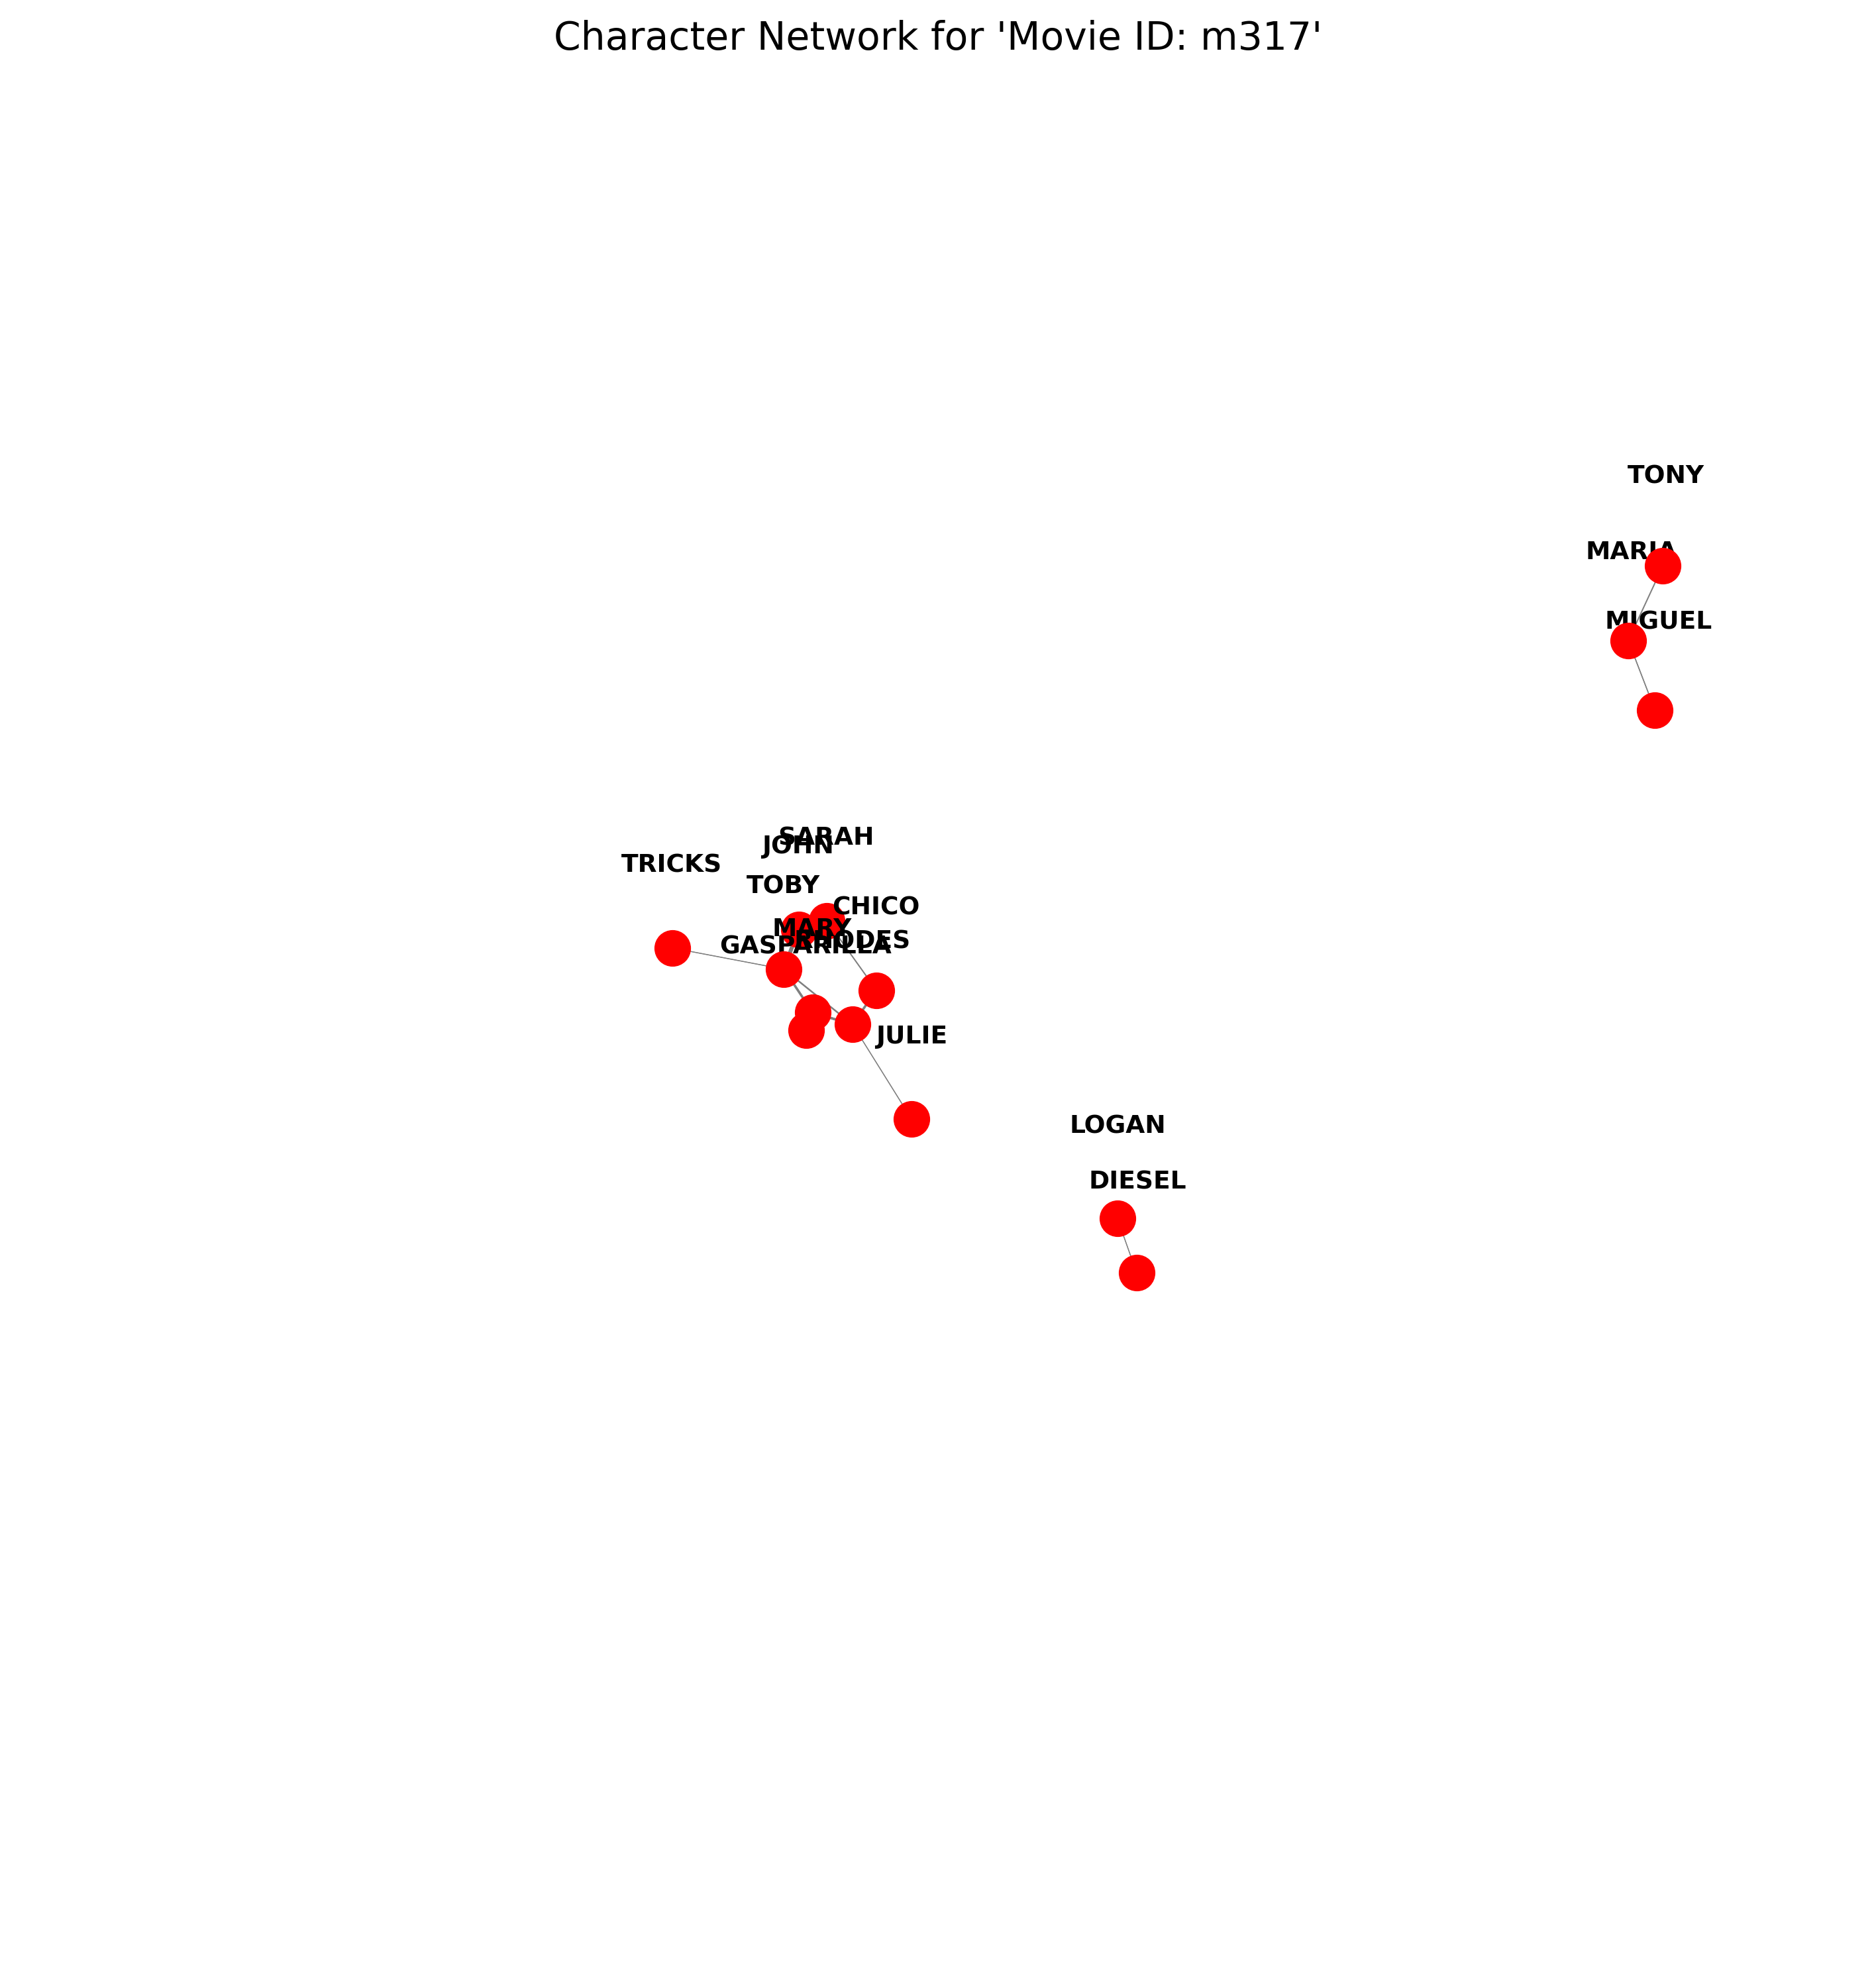 Character Network for 'Movie ID: m317'
TONY
MARIA
MIGUEL
SARAH
JOHN
TRICKS
TOBY
CHICO
MARY
RHODES
GASPARILLA
JULIE
LOGAN
DIESEL